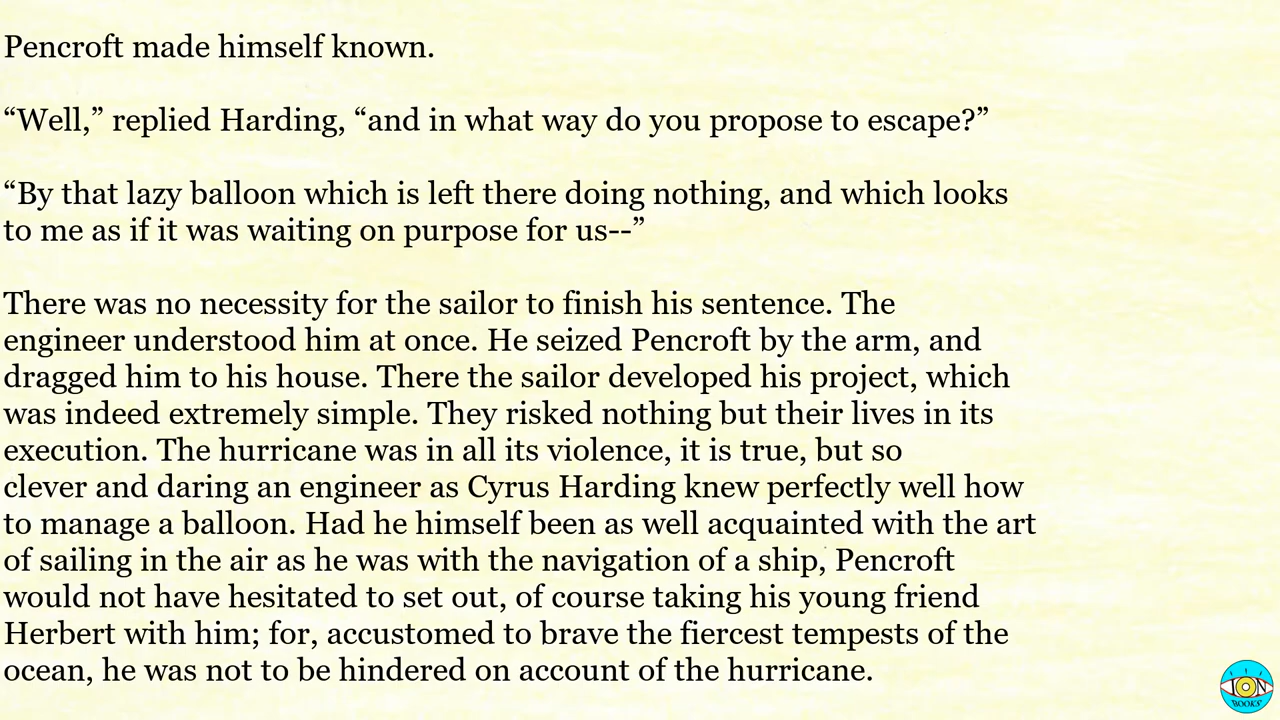 Pencroft made himself known.
“Well,” replied Harding, “and in what way do you propose to escape?”
“By that lazy balloon which is left there doing nothing, and which looks
to me as if it was waiting on purpose for us--”
There was no necessity for the sailor to finish his sentence. The
engineer understood him at once. He seized Pencroft by the arm, and
dragged him to his house. There the sailor developed his project, which
was indeed extremely simple. They risked nothing but their lives in its
execution. The hurricane was in all its violence, it is true, but so
clever and daring an engineer as Cyrus Harding knew perfectly well how
to manage a balloon. Had he himself been as well acquainted with the art
of sailing in the air as he was with the navigation of a ship, Pencroft
would not have hesitated to set out, of course taking his young friend
Herbert with him; for, accustomed to brave the fiercest tempests of the
ocean, he was not to be hindered on account of the hurricane.
ION
BOOKS